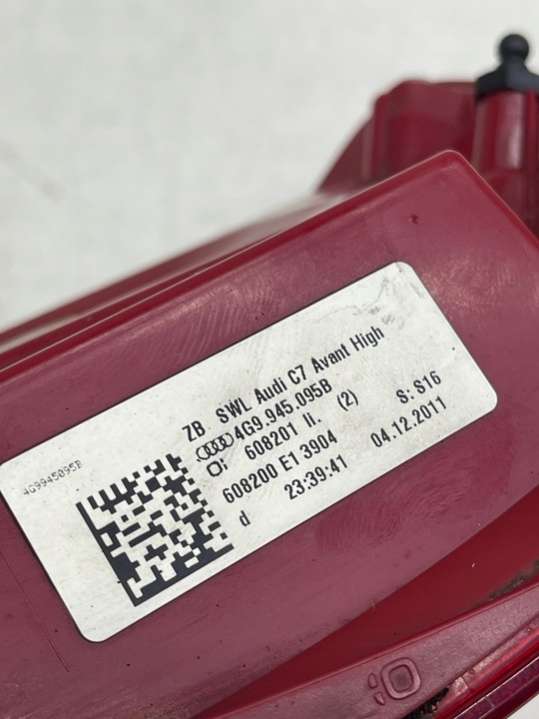 ZB SWL Audi C7 Avant High
4G9.945.095B
608201 li. (2) S: S16
608200 E1 3904 04.12.2011
d 23:39:41
4G9945095B